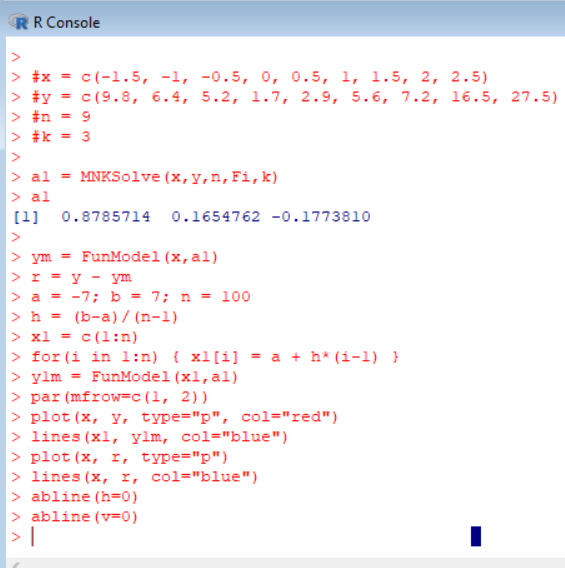 R Console
>
> #x = c(-1.5, -1, -0.5, 0, 0.5, 1, 1.5, 2, 2.5)
> #y = c(9.8, 6.4, 5.2, 1.7, 2.9, 5.6, 7.2, 16.5, 27.5)
> #n = 9
> #k = 3
>
> a1 = MNKSolve(x,y,n,Fi,k)
> a1
[1]  0.8785714  0.1654762 -0.1773810
>
> ym = FunModel(x,a1)
> r = y - ym
> a = -7; b = 7; n = 100
> h = (b-a)/(n-1)
> x1 = c(1:n)
> for(i in 1:n) { x1[i] = a + h*(i-1) }
> y1m = FunModel(x1,a1)
> par(mfrow=c(1, 2))
> plot(x, y, type="p", col="red")
> lines(x1, y1m, col="blue")
> plot(x, r, type="p")
> lines(x, r, col="blue")
> abline(h=0)
> abline(v=0)
>